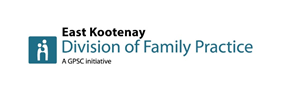 East Kootenay
Division of Family Practice
A GPSC initiative